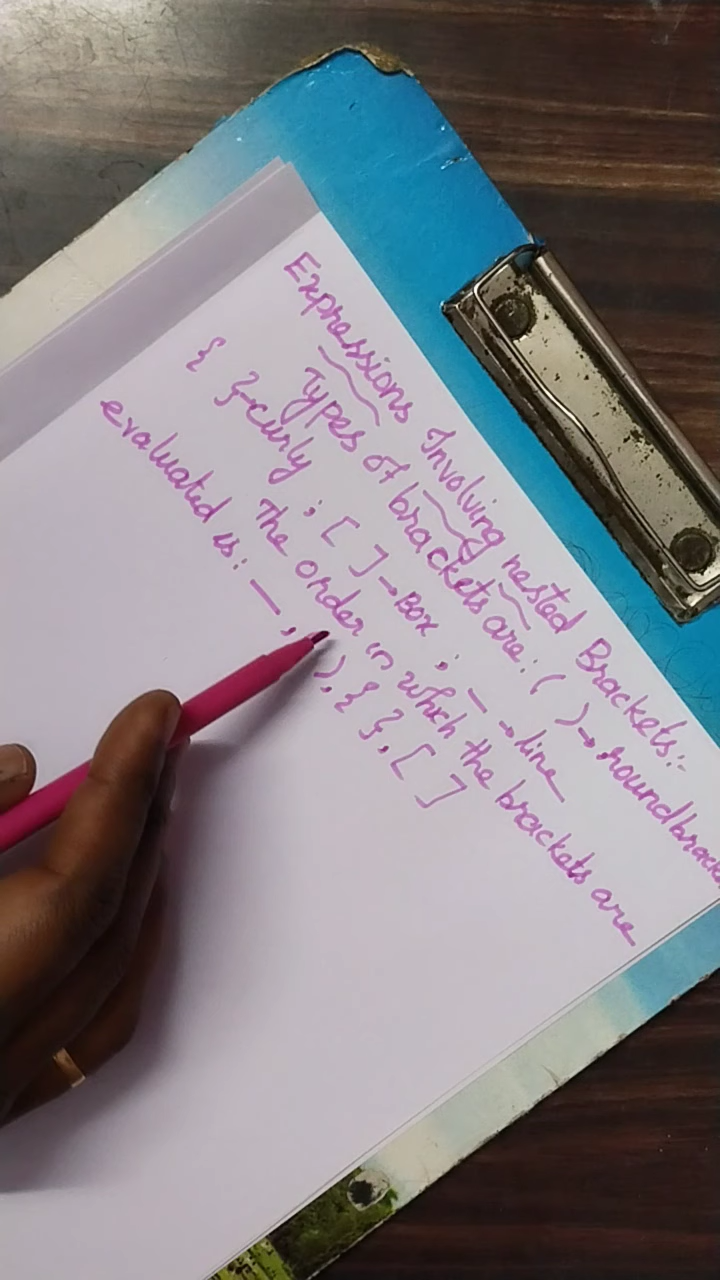 Expressions Involving nested Brackets:-
Types of brackets are: ( ) → roundbracke
{ }-curly ; [ ] → Box ; — → line
The order in which the brackets are
evaluated is: — , ), { }, [ ]